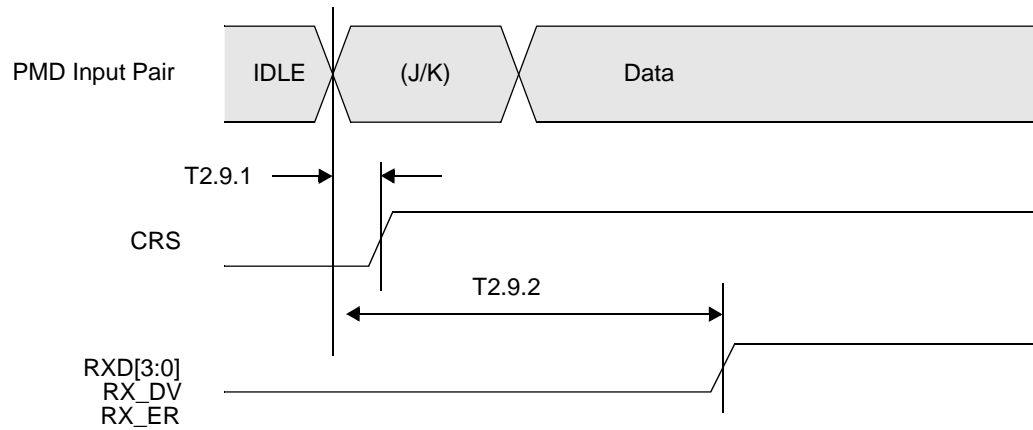 PMD Input Pair
IDLE
(J/K)
Data
T2.9.1
CRS
T2.9.2
RXD[3:0]
RX_DV
RX_ER